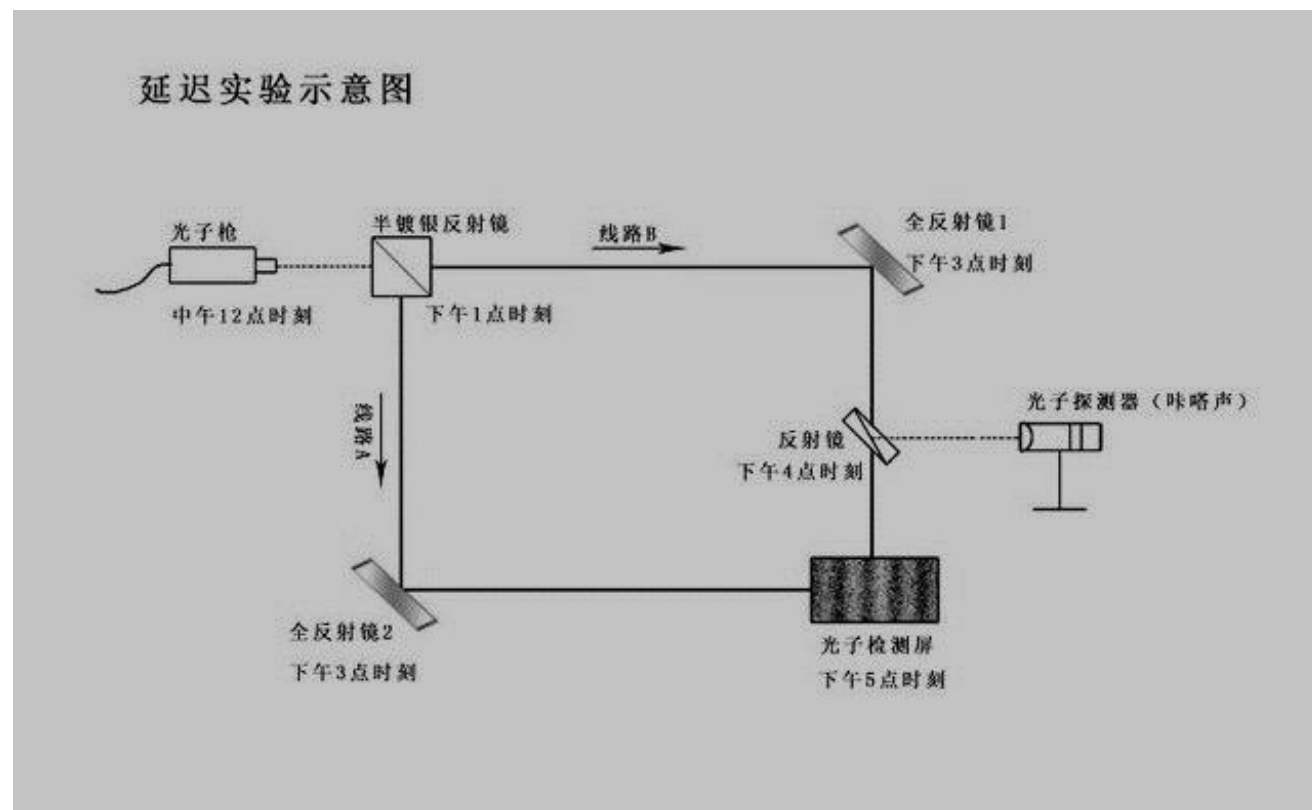 延迟实验示意图
光子枪
中午12点时刻
半镀银反射镜
下午1点时刻
线路B
全反射镜1
下午3点时刻
线路A
反射镜
下午4点时刻
光子探测器（咔嗒声）
全反射镜2
下午3点时刻
光子检测屏
下午5点时刻